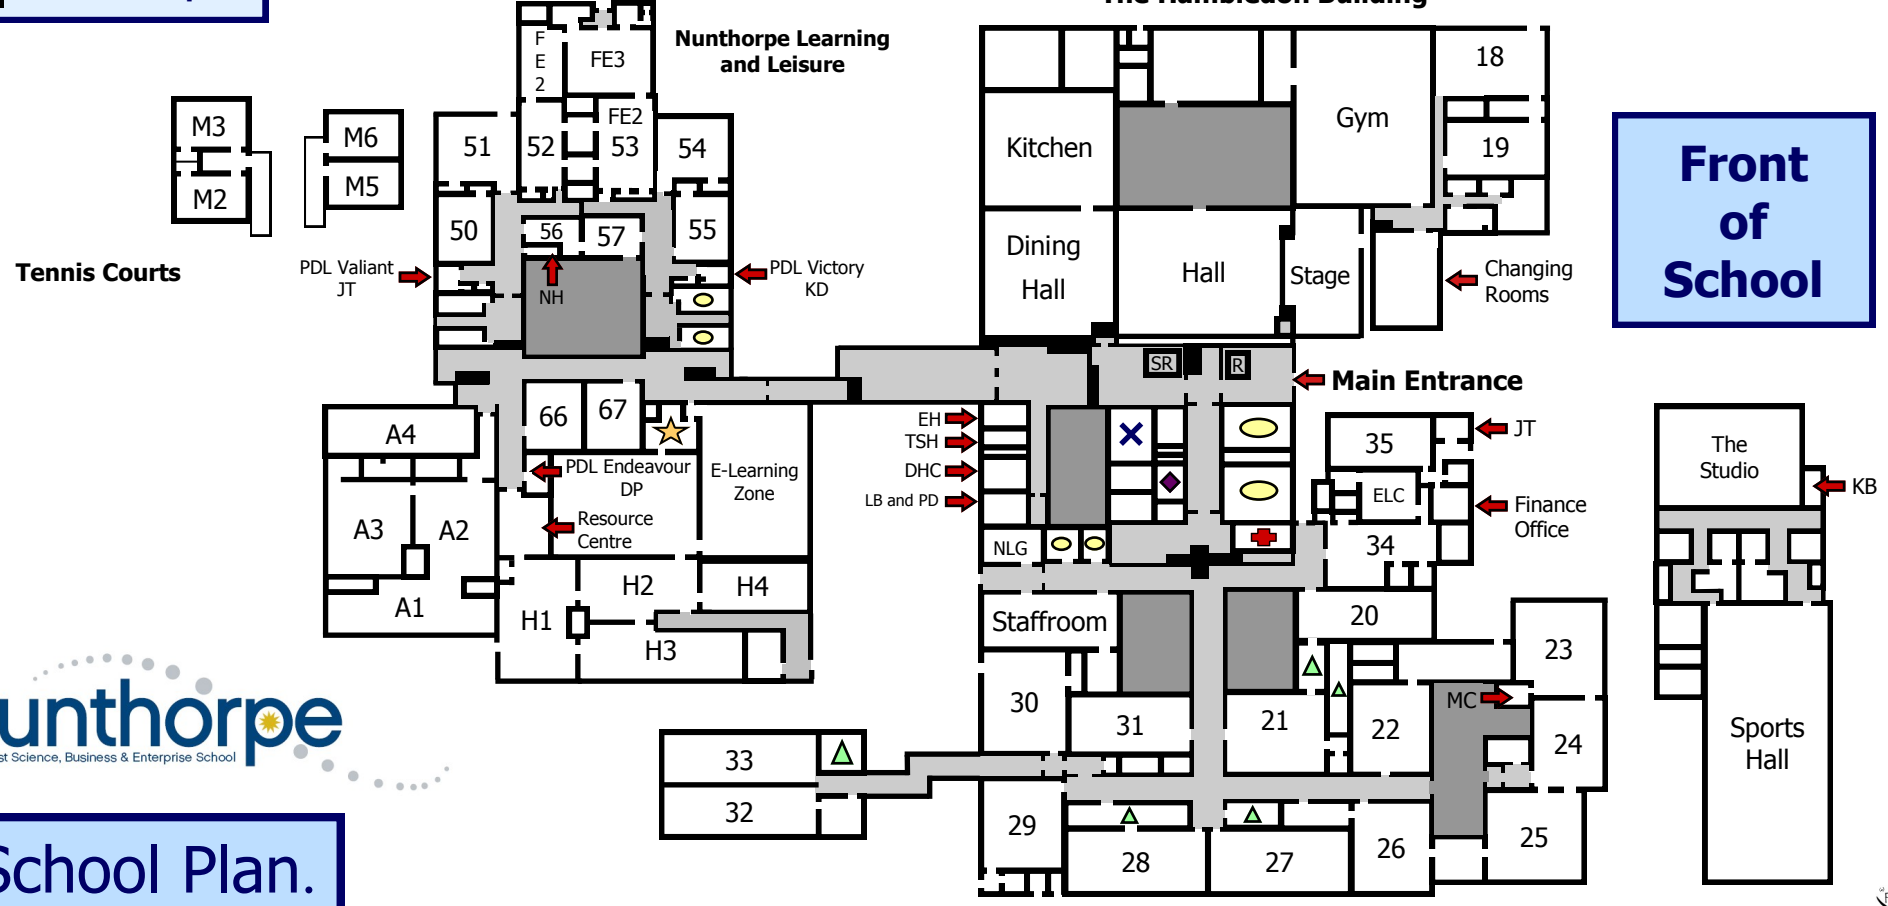 The Hambledon Building
Nunthorpe Learning
and Leisure
F
E
2
FE3
FE2
51
52
53
54
50
56
57
55
M3
M2
M6
M5
Tennis Courts
PDL Valiant
JT
NH
PDL Victory
KD
Kitchen
Dining
Hall
Hall
Stage
Gym
18
19
Changing
Rooms
Front
of
School
SR
R
Main Entrance
A4
A3
A2
A1
66
67
PDL Endeavour
DP
Resource
Centre
E-Learning
Zone
H1
H2
H3
H4
EH
TSH
DHC
LB and PD
NLG
35
JT
ELC
Finance
Office
34
The
Studio
KB
Sports
Hall
Staffroom
20
30
31
21
22
23
MC
24
25
33
32
29
28
27
26
unthorpe
st Science, Business & Enterprise School
School Plan.